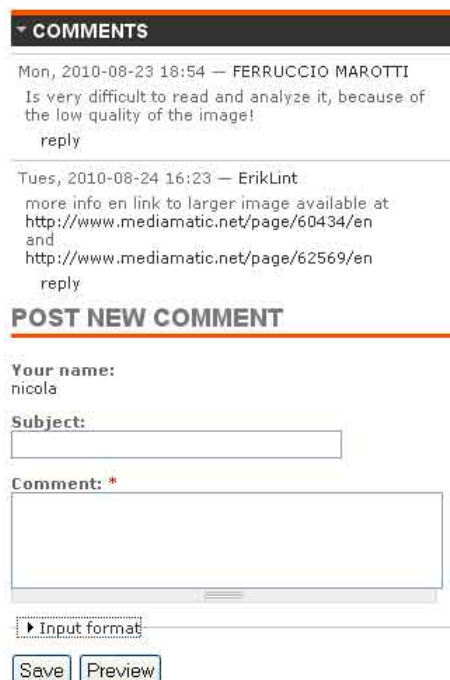 COMMENTS
Mon, 2010-08-23 18:54 — FERRUCCIO MAROTTI
Is very difficult to read and analyze it, because of
the low quality of the image!
reply
Tues, 2010-08-24 16:23 — ErikLint
more info en link to larger image available at
http://www.mediamatic.net/page/60434/en
and
http://www.mediamatic.net/page/62569/en
reply
POST NEW COMMENT
Your name:
nicola
Subject:
Comment: *
Input format
Save Preview